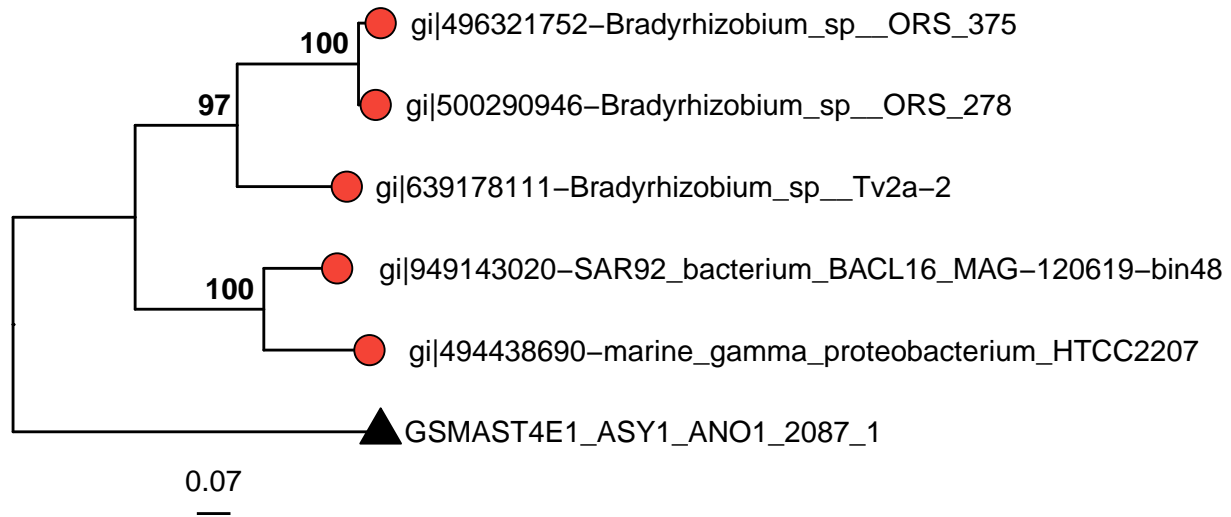 gi|496321752−Bradyrhizobium_sp__ORS_375
100
gi|500290946−Bradyrhizobium_sp__ORS_278
97
gi|639178111−Bradyrhizobium_sp__Tv2a−2
gi|949143020−SAR92_bacterium_BACL16_MAG−120619−bin48
100
gi|494438690−marine_gamma_proteobacterium_HTCC2207
GSMAST4E1_ASY1_ANO1_2087_1
0.07